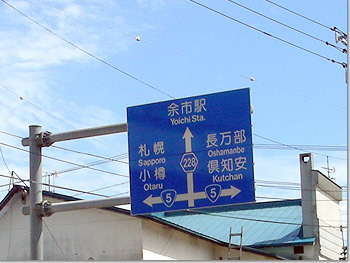 余市駅
Yoichi Sta.
札幌
Sapporo
小樽
Otaru
228
長万部
Oshamanbe
倶知安
Kutchan
5
5